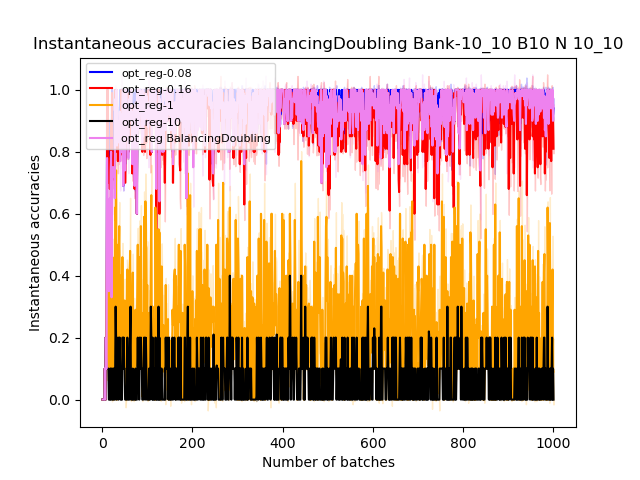 Instantaneous accuracies BalancingDoubling Bank-10_10 B10 N 10_10
opt_reg-0.08
opt_reg-0.16
opt_reg-1
opt_reg-10
opt_reg BalancingDoubling
Instantaneous accuracies
1.0
0.8
0.6
0.4
0.2
0.0
0 200 400 600 800 1000
Number of batches